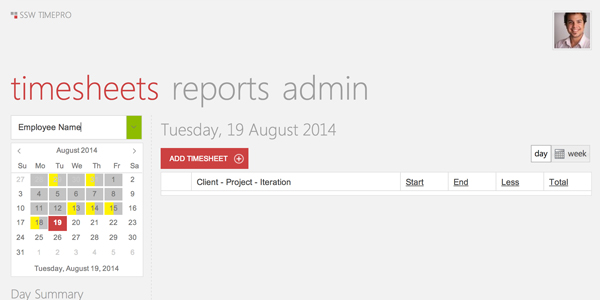 SSW TIMEPRO
timesheets reports admin
Employee Name
August 2014
Su Mo Tu We Th Fr Sa
27 28 29 30 31 1 2
3 4 5 6 7 8 9
10 11 12 13 14 15 16
17 18 19 20 21 22 23
24 25 26 27 28 29 30
31 1 2 3 4 5 6
Tuesday, August 19, 2014
Day Summary
Tuesday, 19 August 2014
ADD TIMESHEET
day week
Client - Project - Iteration Start End Less Total